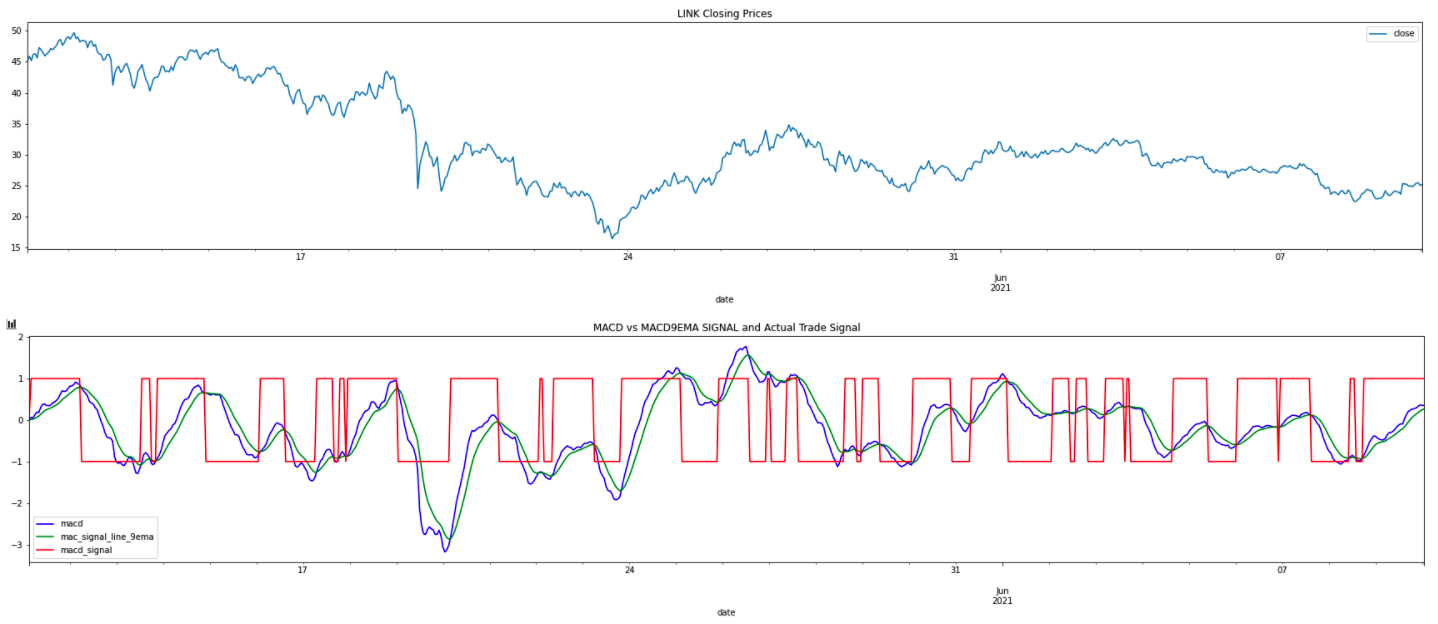 LINK Closing Prices
close
50
45
40
35
30
25
20
15
17
24
31
Jun
2021
07
date
MACD vs MACD9EMA SIGNAL and Actual Trade Signal
2
1
0
−1
−2
−3
macd
mac_signal_line_9ema
macd_signal
17
24
31
Jun
2021
07
date